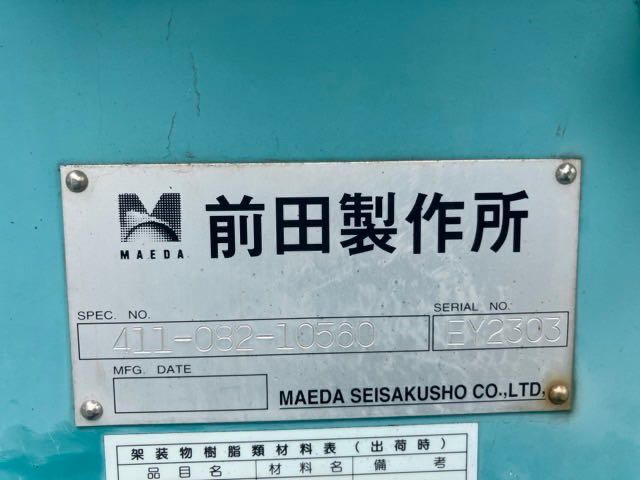 前田製作所
MAEDA
SPEC. NO.
SERIAL NO.
411-082-10560
EY2303
MFG. DATE
MAEDA SEISAKUSHO CO.,LTD,
架装物樹脂類材料表(出荷時)
品目名 材料名 備考